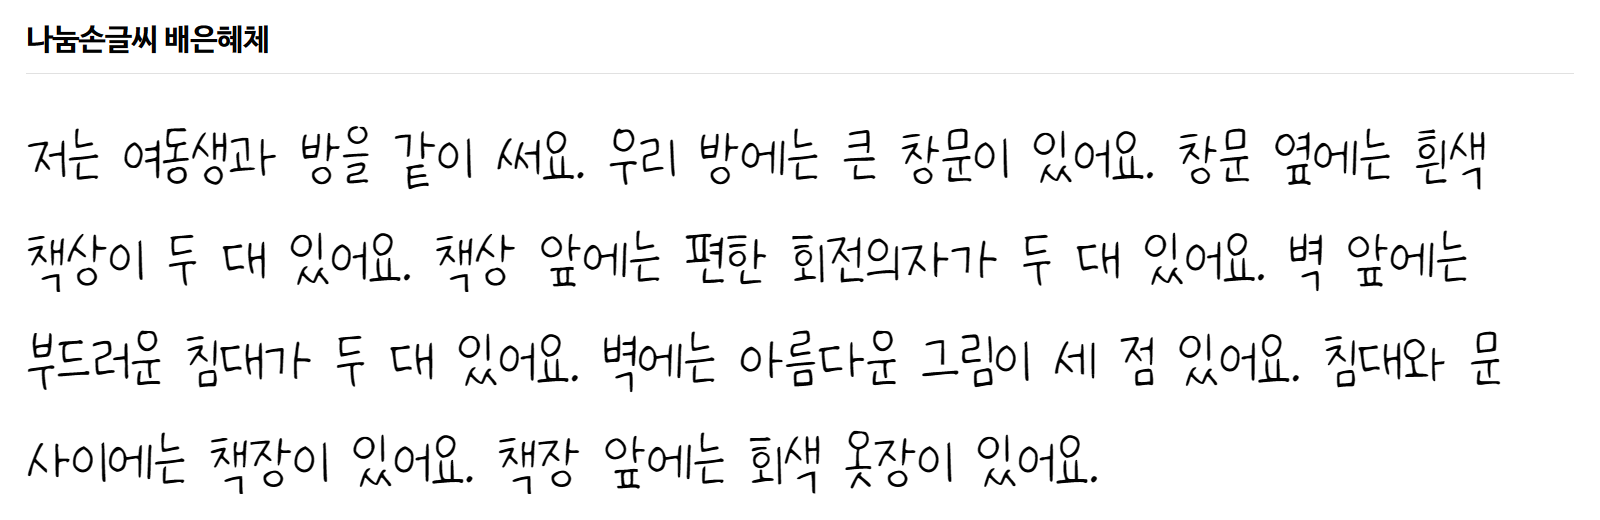 나눔손글씨 배은혜체
저는 여동생과 방을 같이 써요. 우리 방에는 큰 창문이 있어요. 창문 옆에는 흰색
책상이 두 대 있어요. 책상 앞에는 편한 회전의자가 두 대 있어요. 벽 앞에는
부드러운 침대가 두 대 있어요. 벽에는 아름다운 그림이 세 점 있어요. 침대와 문
사이에는 책장이 있어요. 책장 앞에는 회색 옷장이 있어요.